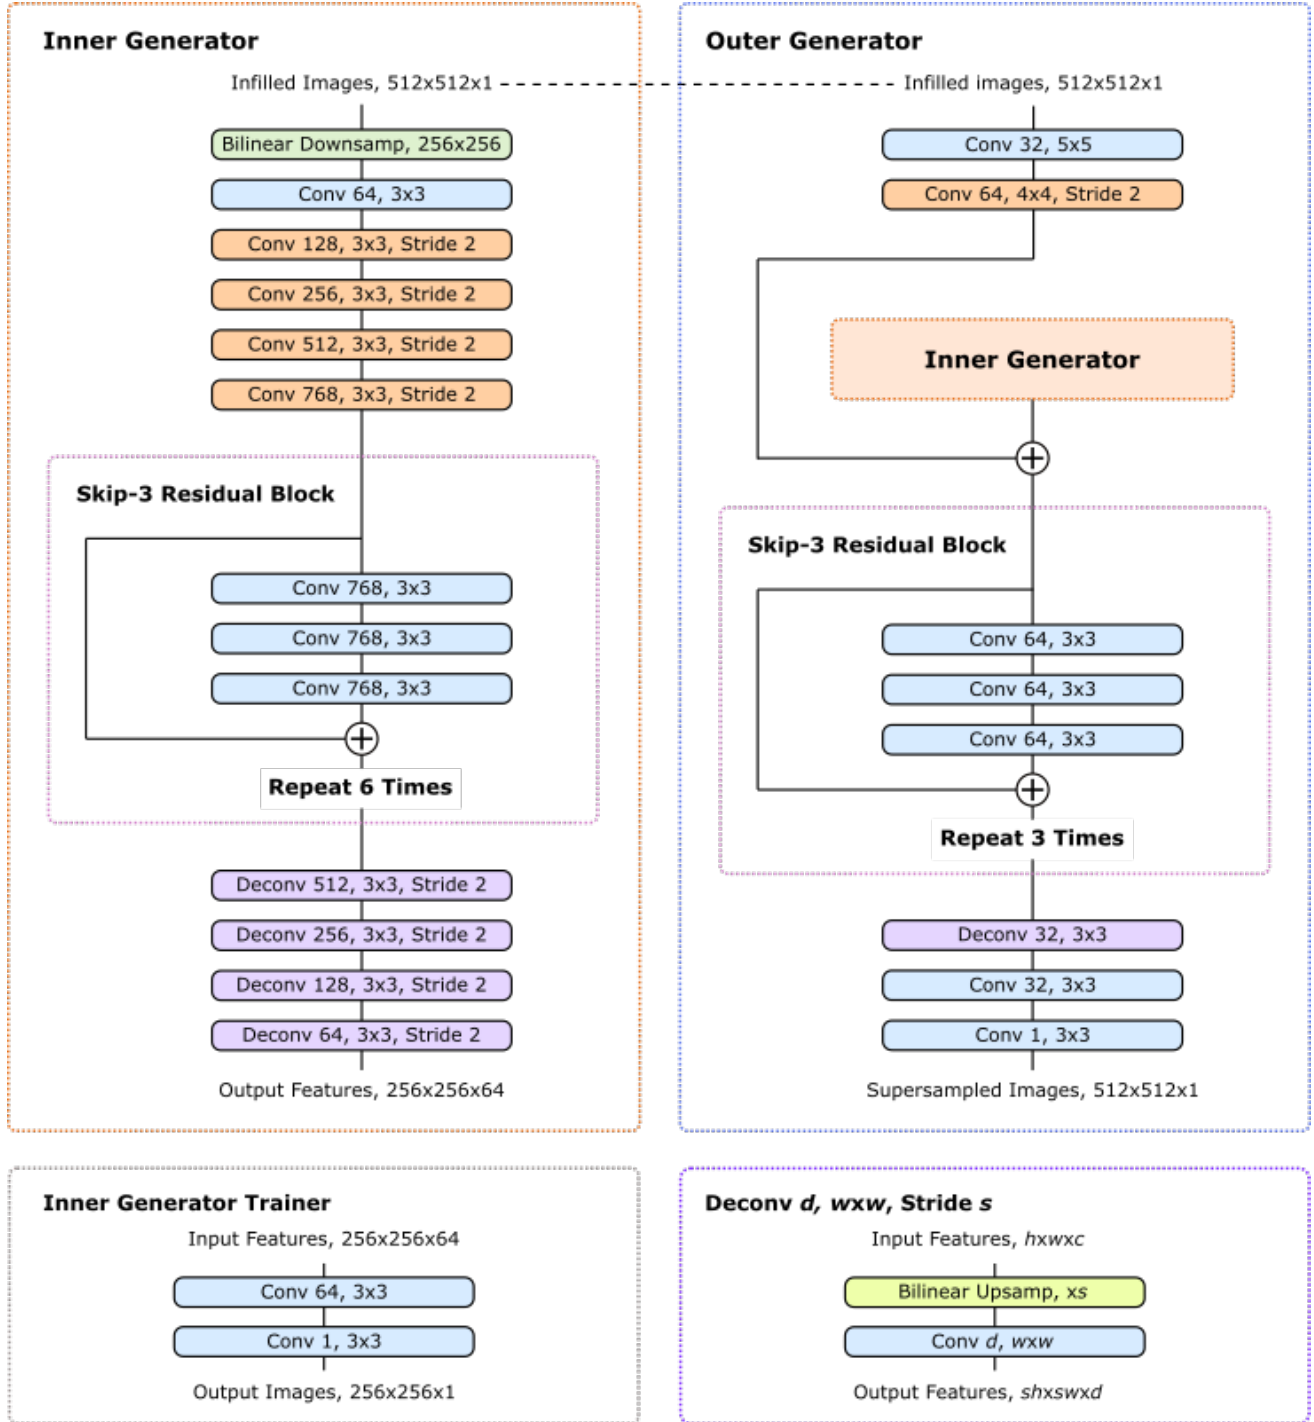 Inner Generator
Infilled Images, 512x512x1
Bilinear Downsamp, 256x256
Conv 64, 3x3
Conv 128, 3x3, Stride 2
Conv 256, 3x3, Stride 2
Conv 512, 3x3, Stride 2
Conv 768, 3x3, Stride 2
Skip-3 Residual Block
Conv 768, 3x3
Conv 768, 3x3
Conv 768, 3x3
Repeat 6 Times
Deconv 512, 3x3, Stride 2
Deconv 256, 3x3, Stride 2
Deconv 128, 3x3, Stride 2
Deconv 64, 3x3, Stride 2
Output Features, 256x256x64
Outer Generator
Infilled images, 512x512x1
Conv 32, 5x5
Conv 64, 4x4, Stride 2
Inner Generator
Skip-3 Residual Block
Conv 64, 3x3
Conv 64, 3x3
Conv 64, 3x3
Repeat 3 Times
Deconv 32, 3x3
Conv 32, 3x3
Conv 1, 3x3
Supersampled Images, 512x512x1
Inner Generator Trainer
Input Features, 256x256x64
Conv 64, 3x3
Conv 1, 3x3
Output Images, 256x256x1
Deconv d, wxw, Stride s
Input Features, hxwxc
Bilinear Upsamp, xs
Conv d, wxw
Output Features, shxswxd